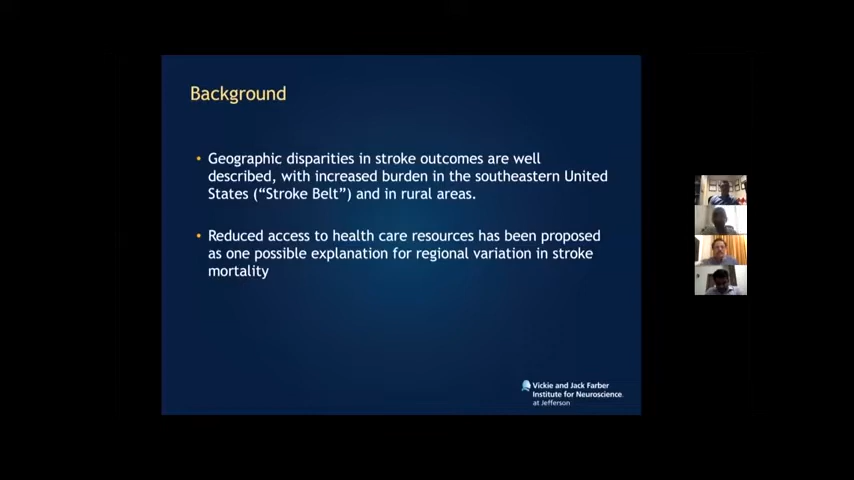 Background
• Geographic disparities in stroke outcomes are well
described, with increased burden in the southeastern United
States (“Stroke Belt”) and in rural areas.
• Reduced access to health care resources has been proposed
as one possible explanation for regional variation in stroke
mortality
Vickie and Jack Farber
Institute for Neuroscience
at Jefferson